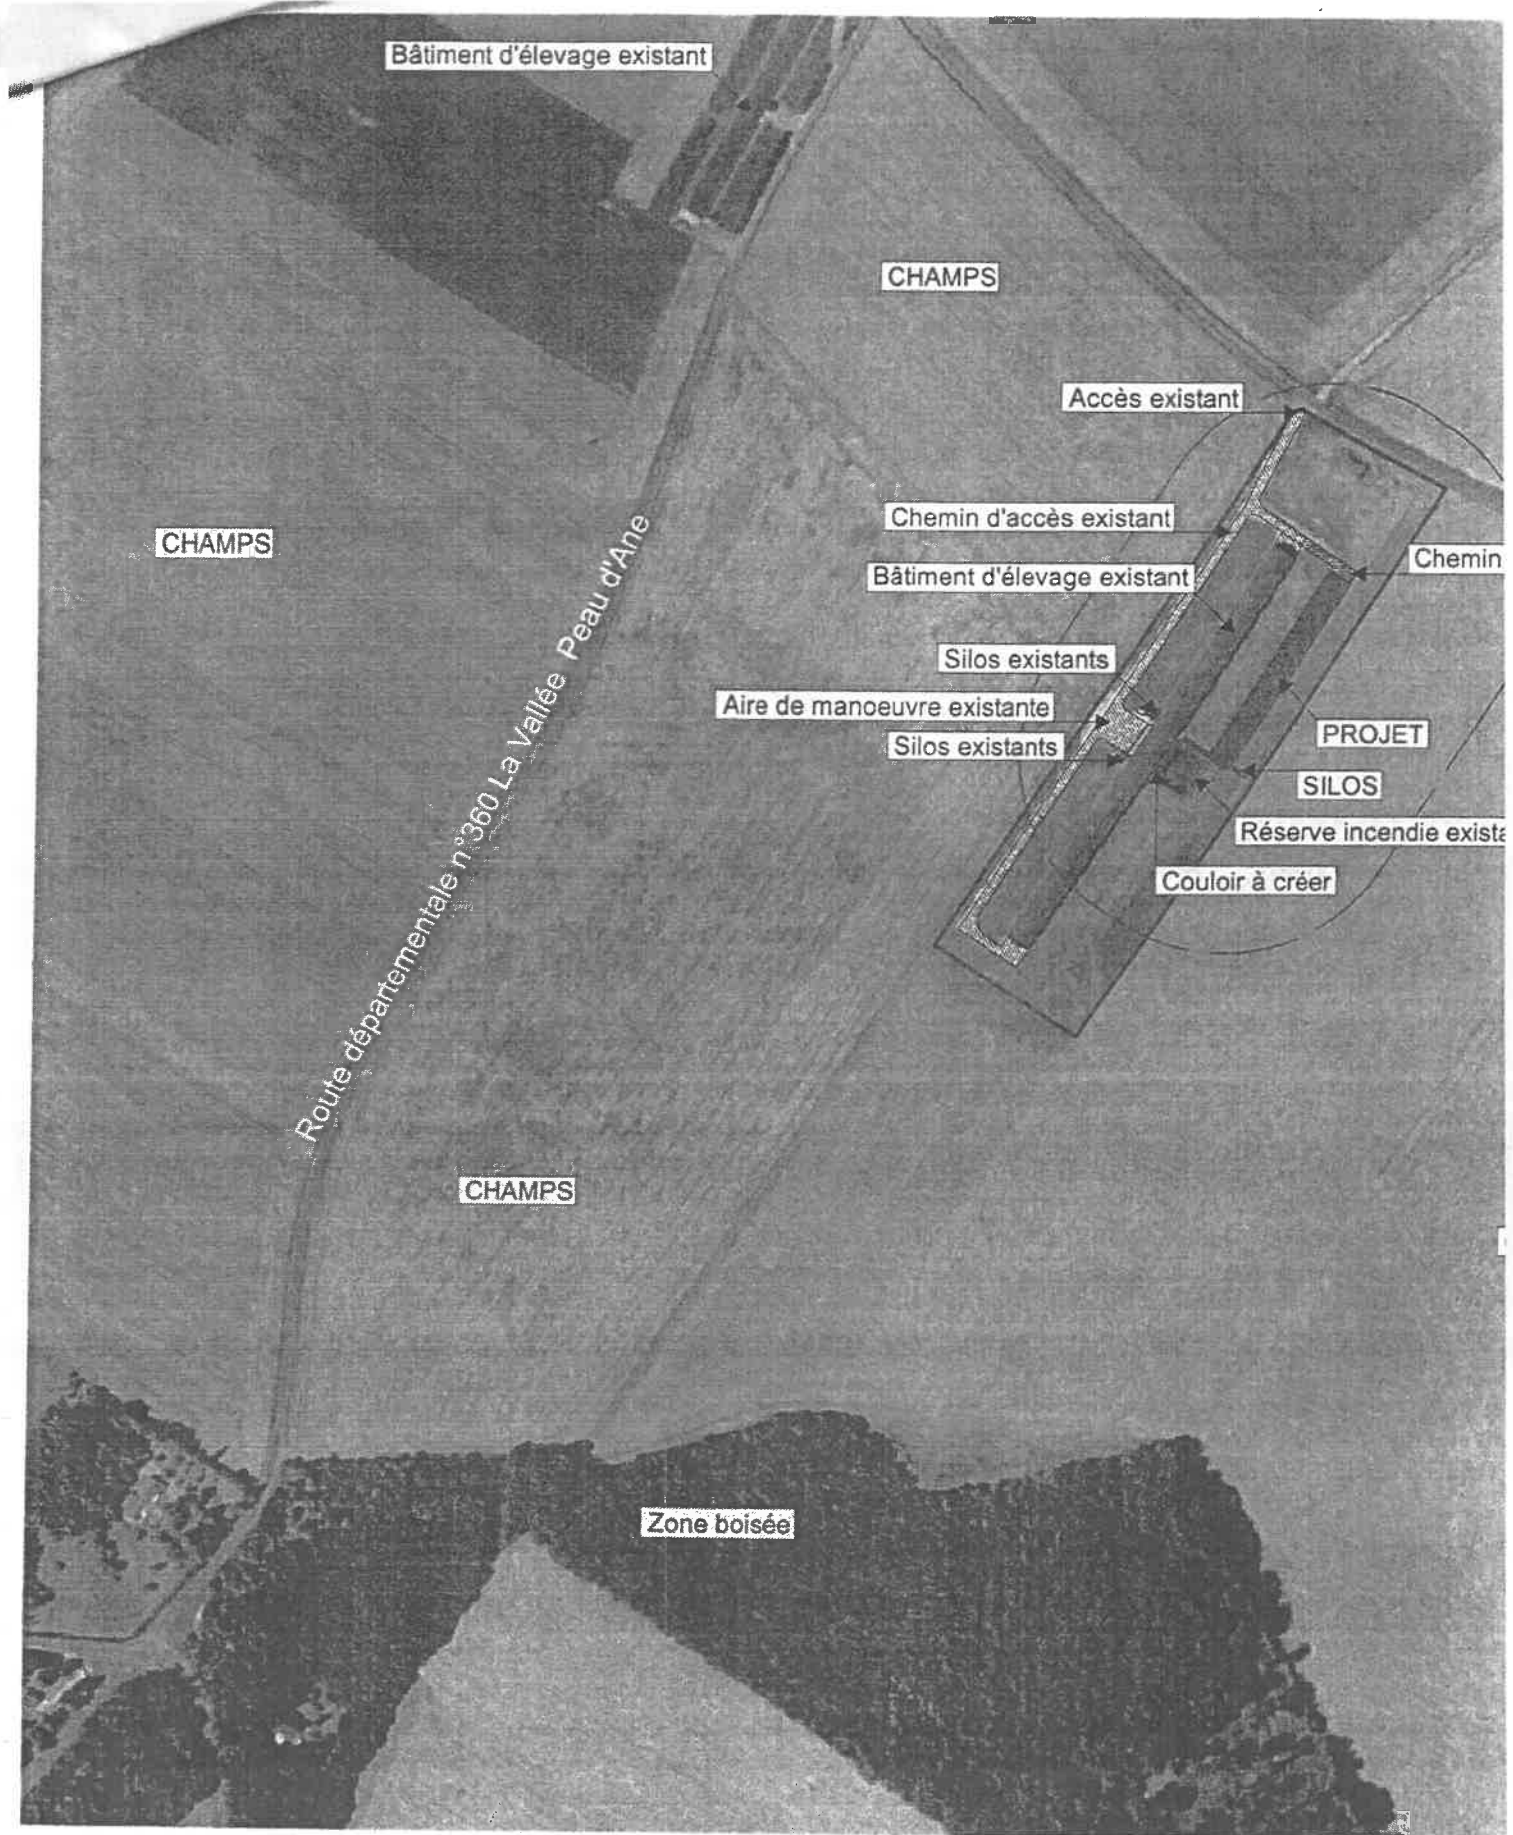 Bâtiment d'élevage existant
CHAMPS
Accès existant
Chemin d'accès existant
CHAMPS
Chemin
Bâtiment d'élevage existant
Silos existants
Aire de manoeuvre existante
Silos existants
PROJET
SILOS
Réserve incendie exista
Couloir à créer
Route départementale n°360 La Vallée Peau d'Ane
CHAMPS
Zone boisée